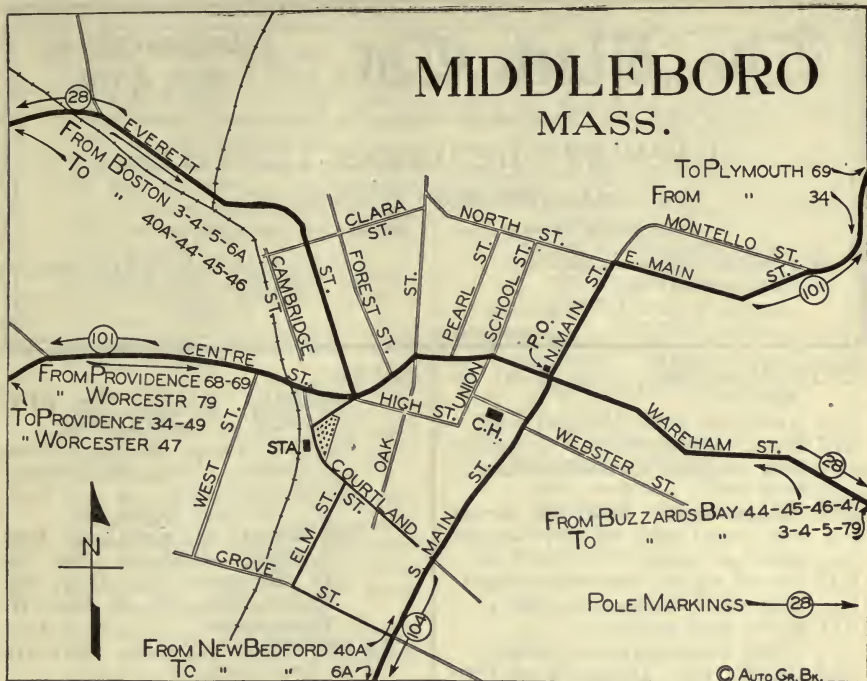 MIDDLEBORO
MASS.
28
EVERETT
ST.
FROM BOSTON 3-4-5-6A
TO "
40A-44-45-46
TO PLYMOUTH 69
FROM " 34
CLARA
ST.
NORTH
ST.
MONTELLO
ST.
E. MAIN
ST.
101
CAMBRIDGE
ST.
FOREST ST.
ST.
PEARL ST.
SCHOOL ST.
P.O.
N. MAIN ST.
101
CENTRE
ST.
FROM PROVIDENCE 68-69
" WORCESTR 79
TO PROVIDENCE 34-49
" WORCESTER 47
HIGH ST.
UNION
C.H.
WAREHAM ST.
28
STA.
WEST ST.
OAK
COURTLAND
ST.
ELM ST.
S. MAIN ST.
WEBSTER
ST.
FROM BUZZARDS BAY 44-45-46-47
TO " " 3-4-5-79
N
GROVE
ST.
104
POLE MARKINGS 28
FROM NEW BEDFORD 40A
TO " " 6A
© AUTO GR. BK.